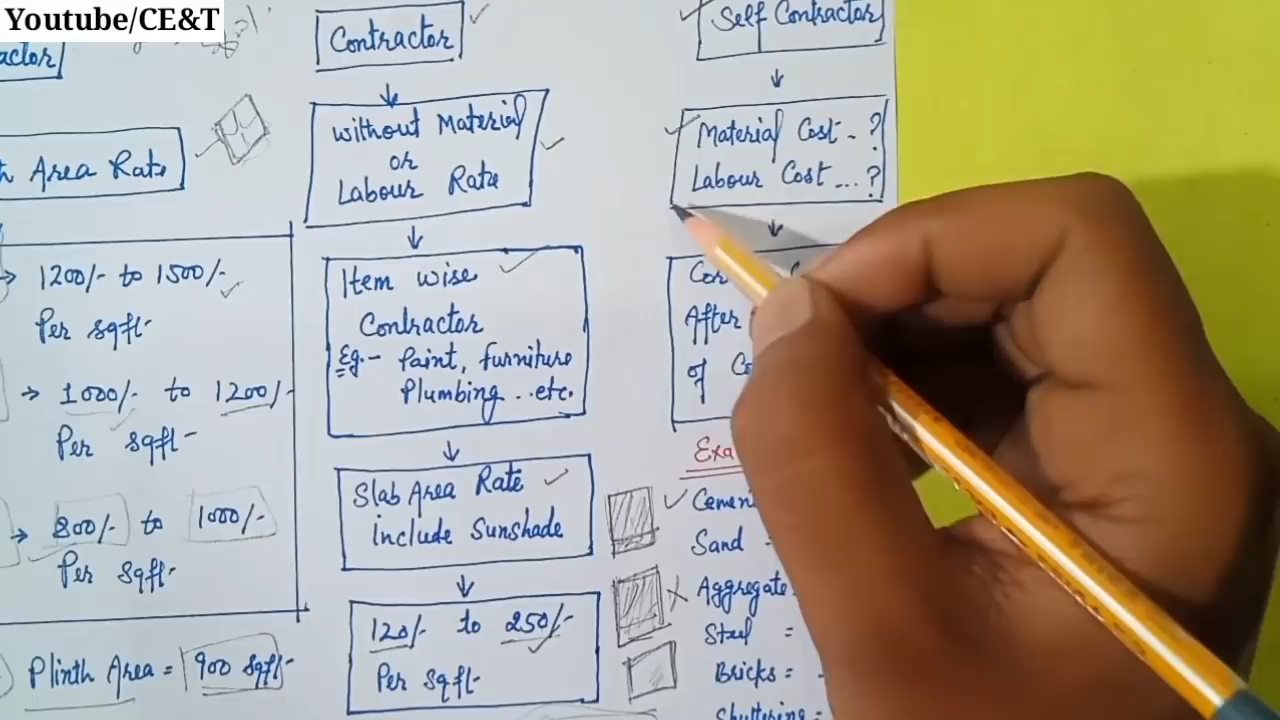 Youtube/CE&T
actor
Area Rate
→ 1200/- to 1500/-
Per sqft
→ 1000/- to 1200/-
Per sqft
→ 800/- to 1000/-
Per sqft
Plinth Area = 900 sqft
Contractor
without Material
or
Labour Rate
Item wise
Contractor
Eg.- Paint, furniture
Plumbing ..etc.
Slab Area Rate
include Sunshade
120/- to 250/-
Per sqft
Self Contractor
Material Cost - ?
Labour Cost ... ?
After
of
Cement
Sand
Aggregate
Steel =
Bricks =
Shuttering =